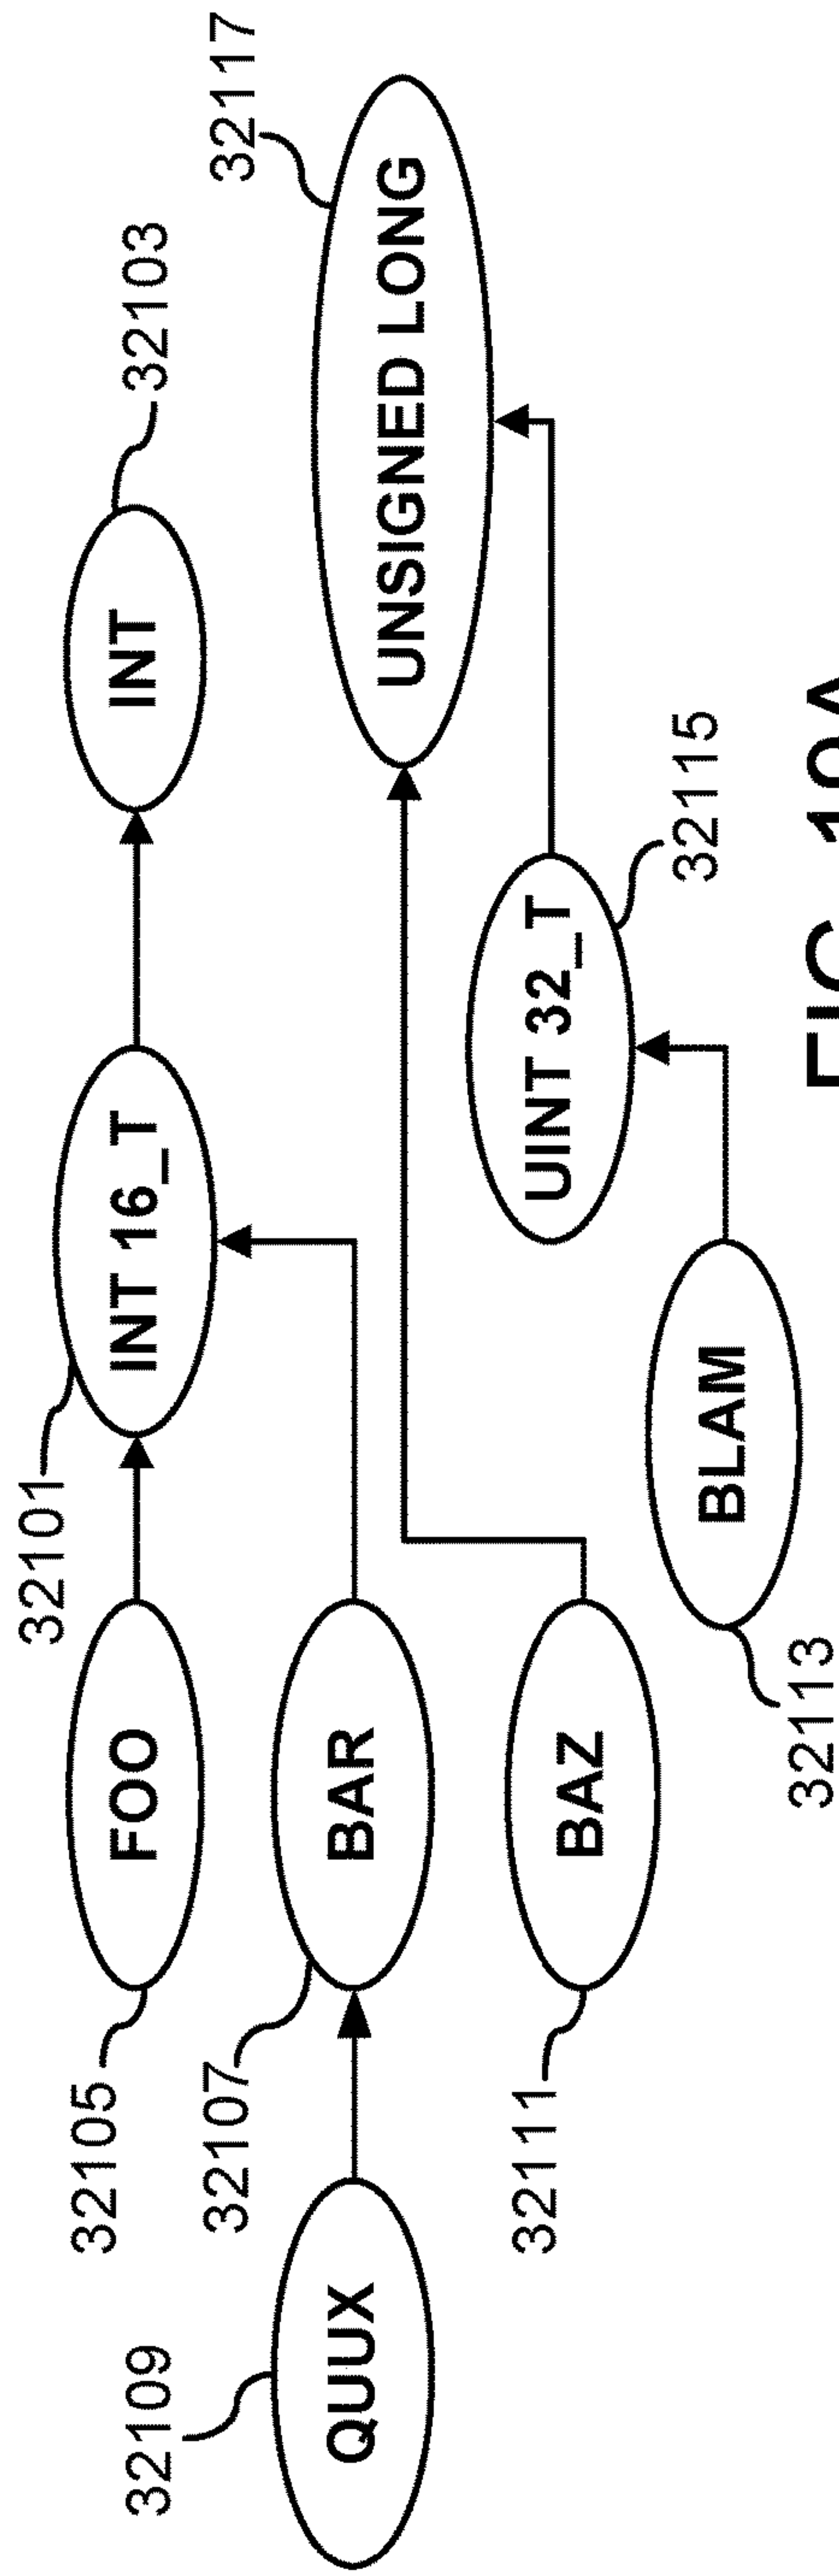 32101
32103
32117
FOO
INT 16_T
INT
32105
32107
32109
QUUX
BAR
UNSIGNED LONG
32111
BAZ
UINT 32_T
32115
BLAM
32113